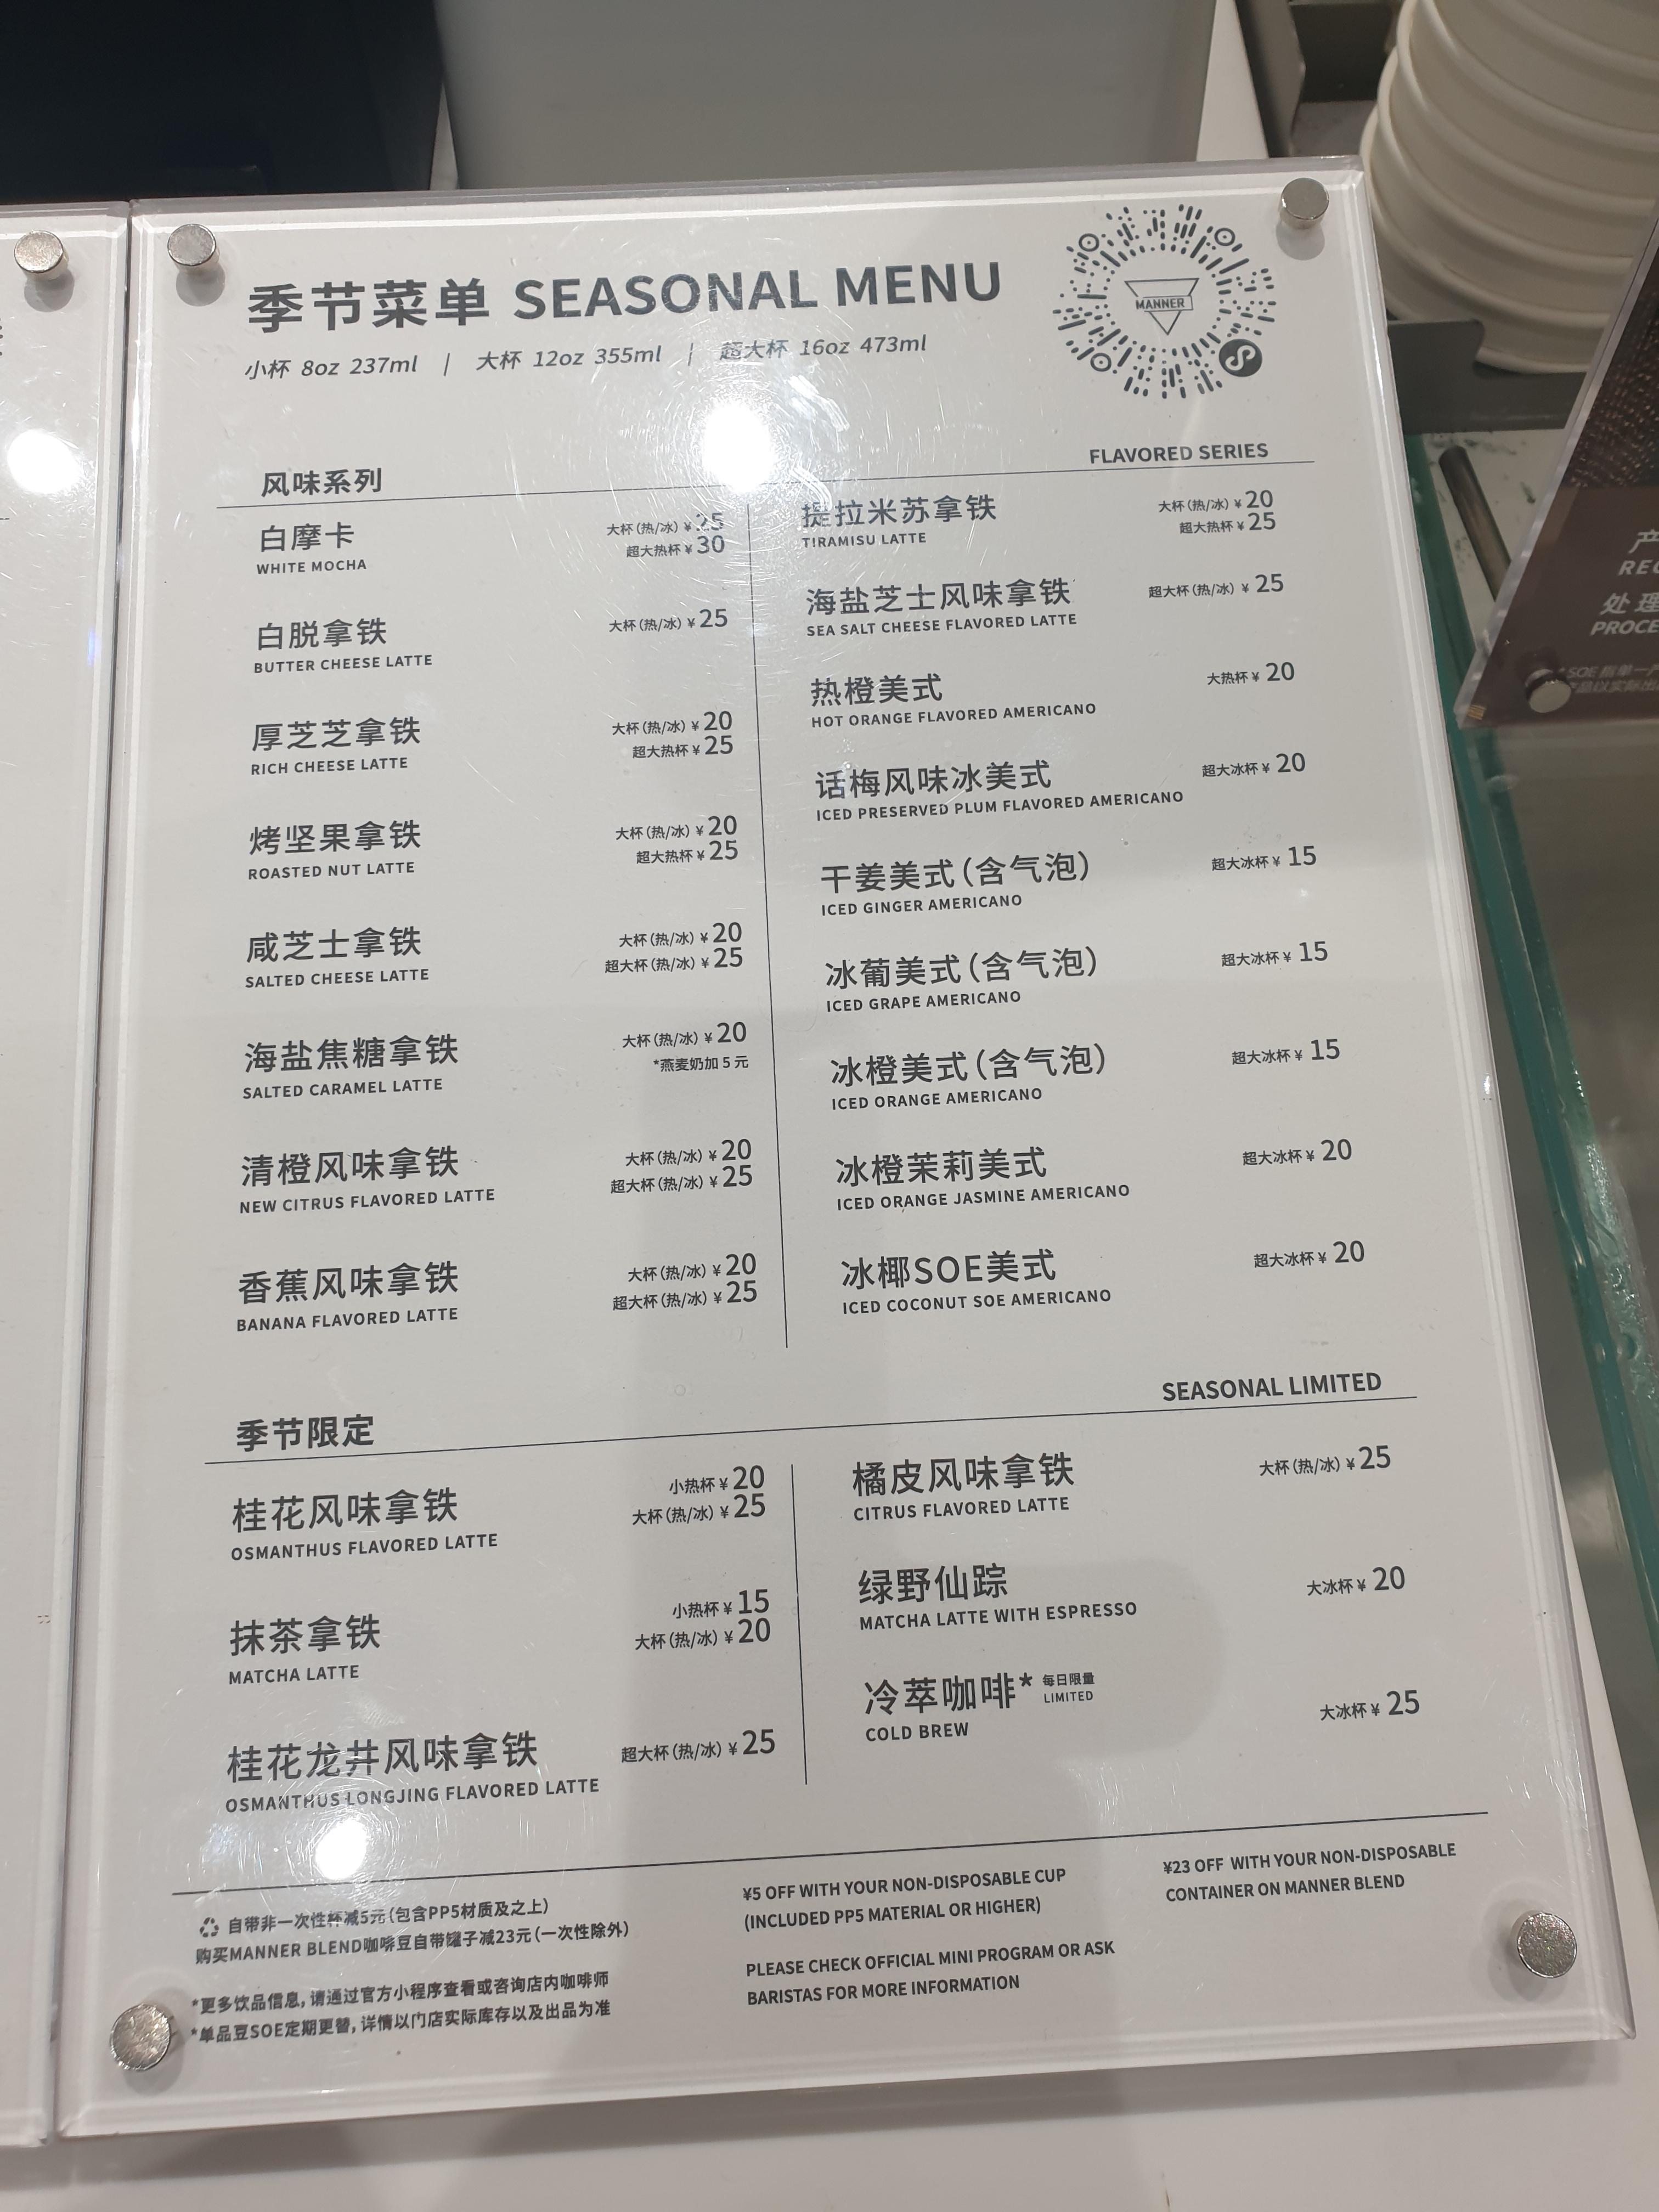 季节菜单 SEASONAL MENU
小杯 8oz 237ml | 大杯 12oz 355ml | 超大杯 16oz 473ml
MANNER
风味系列
FLAVORED SERIES
白摩卡
WHITE MOCHA
大杯(热/冰)¥25
超大热杯¥30
白脱拿铁
BUTTER CHEESE LATTE
大杯(热/冰)¥25
厚芝芝拿铁
RICH CHEESE LATTE
大杯(热/冰)¥20
超大热杯¥25
烤坚果拿铁
ROASTED NUT LATTE
大杯(热/冰)¥20
超大热杯¥25
咸芝士拿铁
SALTED CHEESE LATTE
大杯(热/冰)¥20
超大杯(热/冰)¥25
海盐焦糖拿铁
SALTED CARAMEL LATTE
大杯(热/冰)¥20
*燕麦奶加 5 元
清橙风味拿铁
NEW CITRUS FLAVORED LATTE
大杯(热/冰)¥20
超大杯(热/冰)¥25
香蕉风味拿铁
BANANA FLAVORED LATTE
大杯(热/冰)¥20
超大杯(热/冰)¥25
提拉米苏拿铁
TIRAMISU LATTE
大杯(热/冰)¥20
超大热杯¥25
海盐芝士风味拿铁
SEA SALT CHEESE FLAVORED LATTE
超大杯(热/冰)¥25
热橙美式
HOT ORANGE FLAVORED AMERICANO
大热杯¥20
话梅风味冰美式
ICED PRESERVED PLUM FLAVORED AMERICANO
超大冰杯¥20
干姜美式(含气泡)
ICED GINGER AMERICANO
超大冰杯¥15
冰葡美式(含气泡)
ICED GRAPE AMERICANO
超大冰杯¥15
冰橙美式(含气泡)
ICED ORANGE AMERICANO
超大冰杯¥15
冰橙茉莉美式
ICED ORANGE JASMINE AMERICANO
超大冰杯¥20
冰椰SOE美式
ICED COCONUT SOE AMERICANO
超大冰杯¥20
季节限定
SEASONAL LIMITED
桂花风味拿铁
OSMANTHUS FLAVORED LATTE
小热杯¥20
大杯(热/冰)¥25
抹茶拿铁
MATCHA LATTE
小热杯¥15
大杯(热/冰)¥20
桂花龙井风味拿铁
OSMANTHUS LONGJING FLAVORED LATTE
超大杯(热/冰)¥25
橘皮风味拿铁
CITRUS FLAVORED LATTE
大杯(热/冰)¥25
绿野仙踪
MATCHA LATTE WITH ESPRESSO
大冰杯¥20
冷萃咖啡* 每日限量
LIMITED
COLD BREW
大冰杯¥25
自带非一次性杯减5元(包含PP5材质及之上)
购买MANNER BLEND咖啡豆自带罐子减23元(一次性除外)
*更多饮品信息,请通过官方小程序查看或咨询店内咖啡师
*单品豆SOE定期更替,详情以门店实际库存以及出品为准
¥5 OFF WITH YOUR NON-DISPOSABLE CUP
(INCLUDED PP5 MATERIAL OR HIGHER)
PLEASE CHECK OFFICIAL MINI PROGRAM OR ASK
BARISTAS FOR MORE INFORMATION
¥23 OFF WITH YOUR NON-DISPOSABLE
CONTAINER ON MANNER BLEND